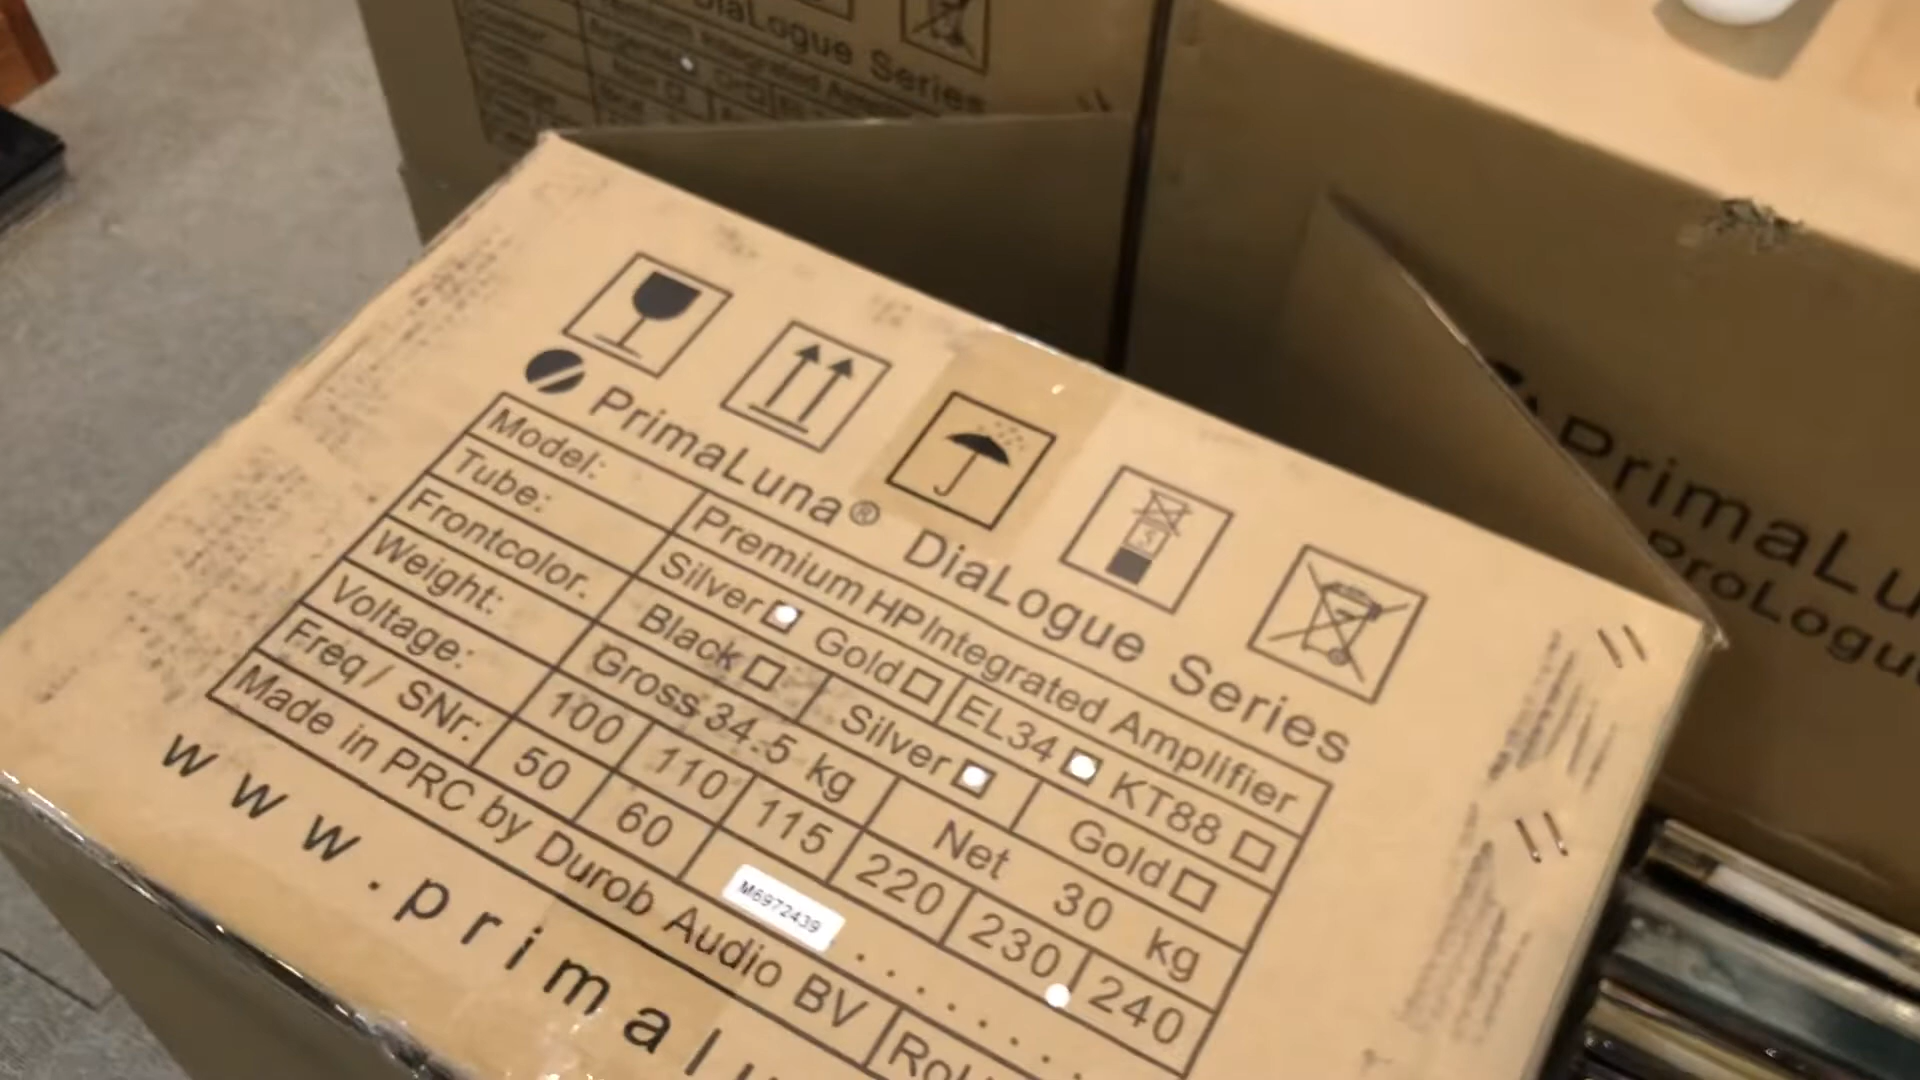 DiaLogue Series
PrimaLuna® DiaLogue Series
Model: Premium HP Integrated Amplifier
Tube: Silver Gold EL34 KT88
Frontcolor. Black Silver Gold
Weight: Gross 34.5 kg Net 30 kg
Voltage: 100 110 115 220 230 240
Freq / SNr: 50 60 M6972439
Made in PRC by Durob Audio BV
www.primalu
PrimaLu
ProLogu